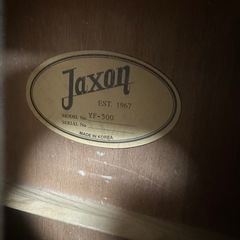 Jaxon
EST. 1967
MODEL No. YF-300
SERIAL No.
MADE IN KOREA